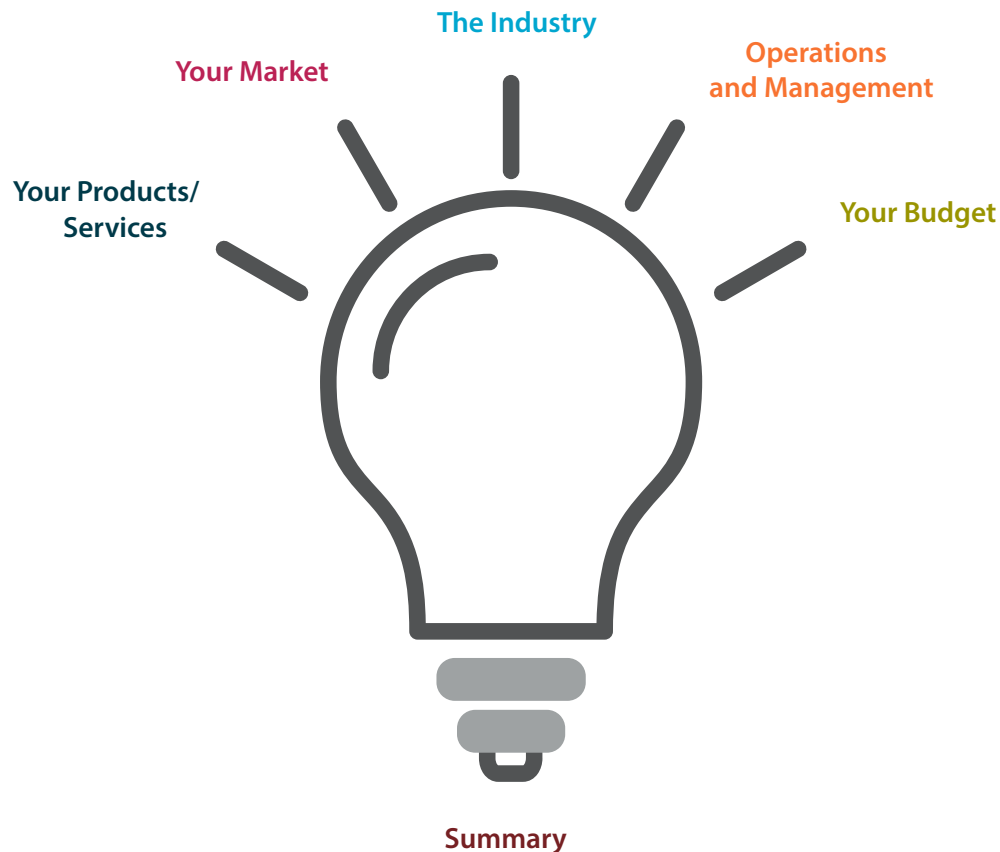 The Industry
Your Market
Operations
and Management
Your Products/
Services
Your Budget
Summary